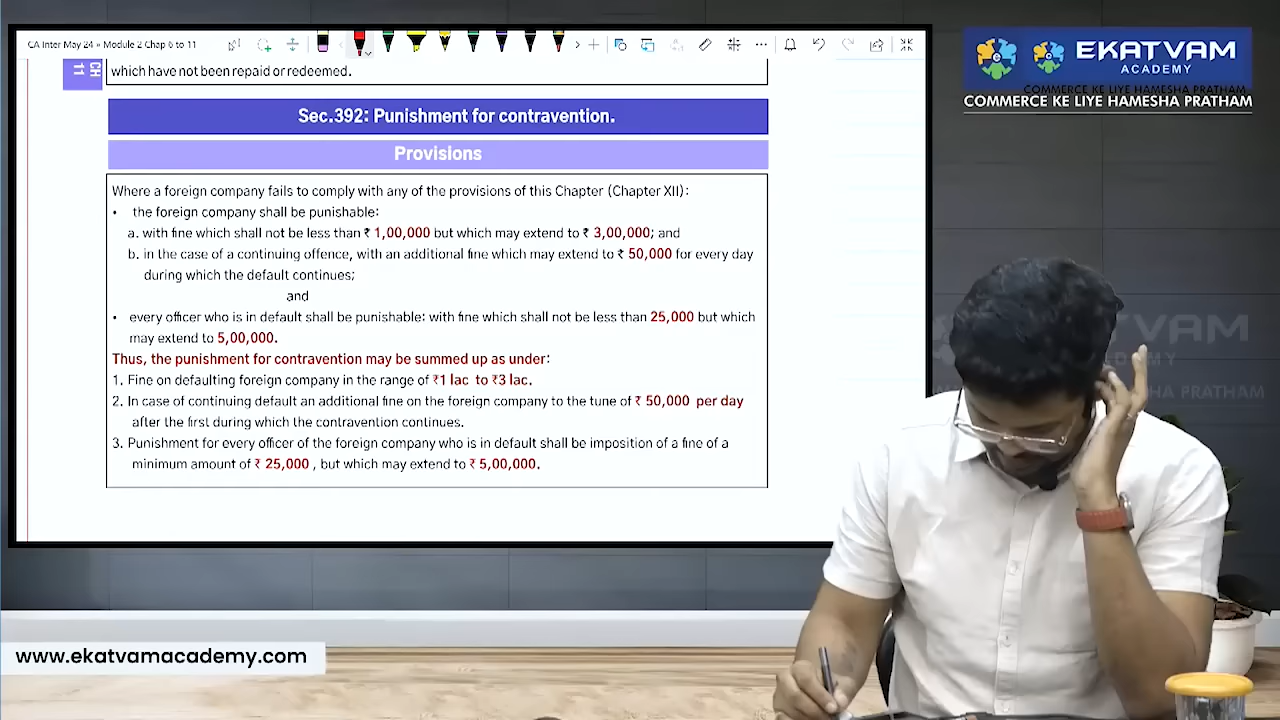 CA Inter May 24 » Module 2 Chap 6 to 11
EKATVAM
ACADEMY
COMMERCE KE LIYE HAMESHA PRATHAM
COMMERCE KE LIYE HAMESHA PRATHAM
CH
11
which have not been repaid or redeemed.
Sec.392: Punishment for contravention.
Provisions
Where a foreign company fails to comply with any of the provisions of this Chapter (Chapter XII):
• the foreign company shall be punishable:
a. with fine which shall not be less than ₹ 1,00,000 but which may extend to ₹ 3,00,000; and
b. in the case of a continuing offence, with an additional fine which may extend to ₹ 50,000 for every day
during which the default continues;
and
• every officer who is in default shall be punishable: with fine which shall not be less than 25,000 but which
may extend to 5,00,000.
Thus, the punishment for contravention may be summed up as under:
1. Fine on defaulting foreign company in the range of ₹1 lac to ₹3 lac.
2. In case of continuing default an additional fine on the foreign company to the tune of ₹ 50,000 per day
after the first during which the contravention continues.
3. Punishment for every officer of the foreign company who is in default shall be imposition of a fine of a
minimum amount of ₹ 25,000 , but which may extend to ₹ 5,00,000.
www.ekatvamacademy.com